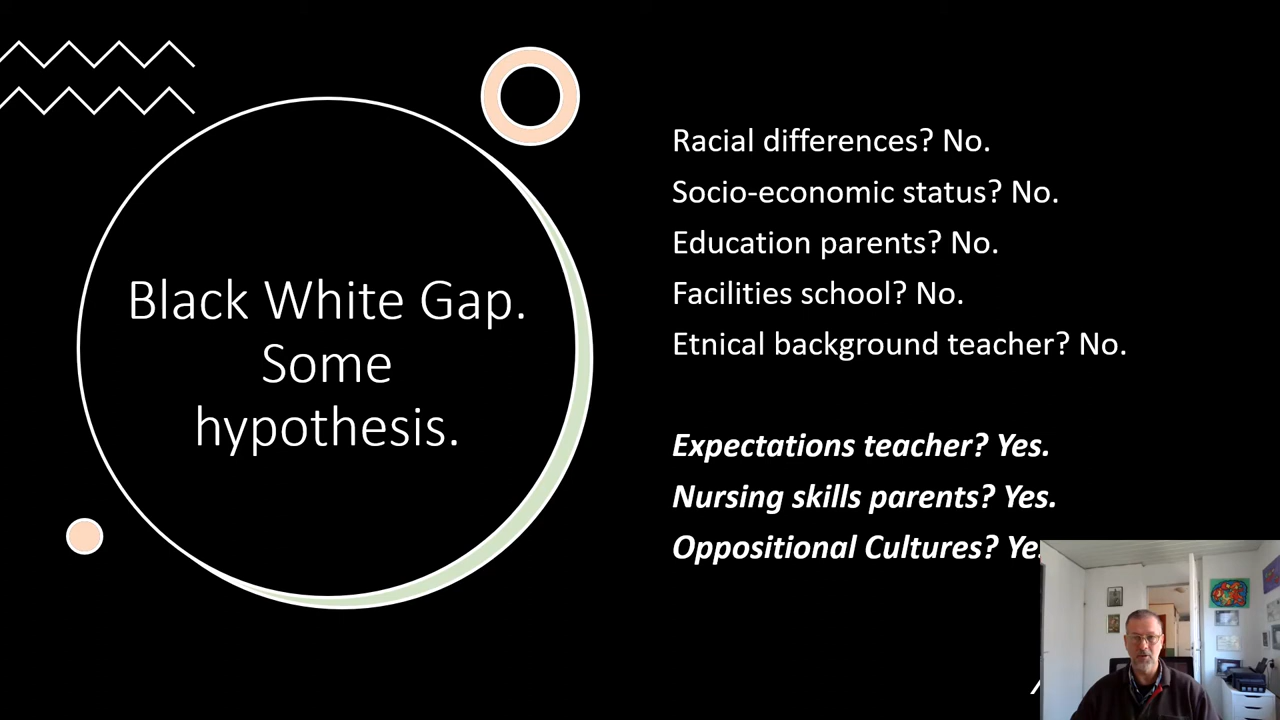 Black White Gap.
Some
hypothesis.
Racial differences? No.
Socio-economic status? No.
Education parents? No.
Facilities school? No.
Etnical background teacher? No.
Expectations teacher? Yes.
Nursing skills parents? Yes.
Oppositional Cultures?